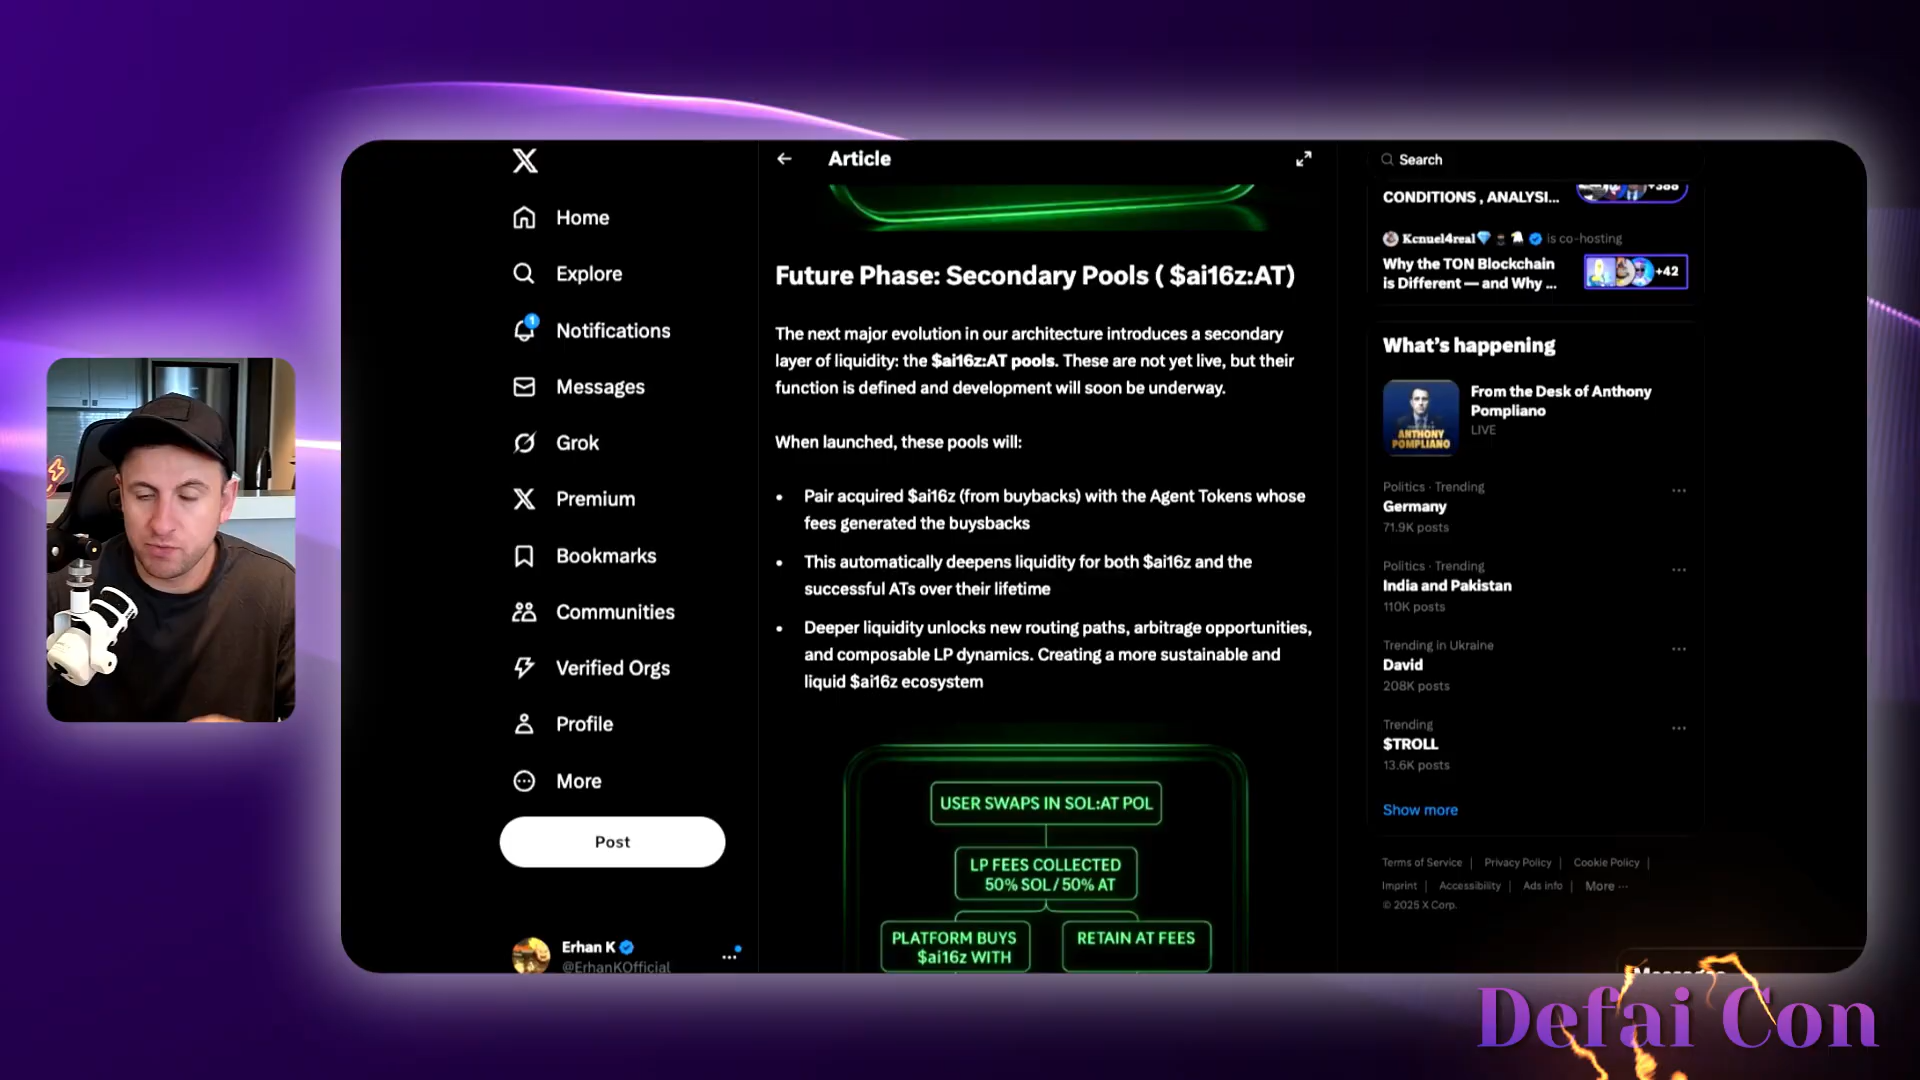 Home
Explore
1
Notifications
Messages
Grok
Premium
Bookmarks
Communities
Verified Orgs
Profile
More
Post
Erhan K
@ErhanKOfficial
Article
Future Phase: Secondary Pools ( $ai16z:AT)
The next major evolution in our architecture introduces a secondary
layer of liquidity: the $ai16z:AT pools. These are not yet live, but their
function is defined and development will soon be underway.
When launched, these pools will:
• Pair acquired $ai16z (from buybacks) with the Agent Tokens whose
fees generated the buysbacks
• This automatically deepens liquidity for both $ai16z and the
successful ATs over their lifetime
• Deeper liquidity unlocks new routing paths, arbitrage opportunities,
and composable LP dynamics. Creating a more sustainable and
liquid $ai16z ecosystem
USER SWAPS IN SOL:AT POL
LP FEES COLLECTED
50% SOL / 50% AT
PLATFORM BUYS
$ai16z WITH
RETAIN AT FEES
Search
CONDITIONS , ANALYSI...
+388
Kcnuel4real is co-hosting
Why the TON Blockchain
is Different — and Why ...
+42
What's happening
From the Desk of Anthony
Pompliano
LIVE
ANTHONY
POMPLIANO
Politics · Trending
Germany
71.9K posts
Politics · Trending
India and Pakistan
110K posts
Trending in Ukraine
David
208K posts
Trending
$TROLL
13.6K posts
Show more
Terms of Service | Privacy Policy | Cookie Policy |
Imprint | Accessibility | Ads info | More ...
© 2025 X Corp.
Messages
Defai Con